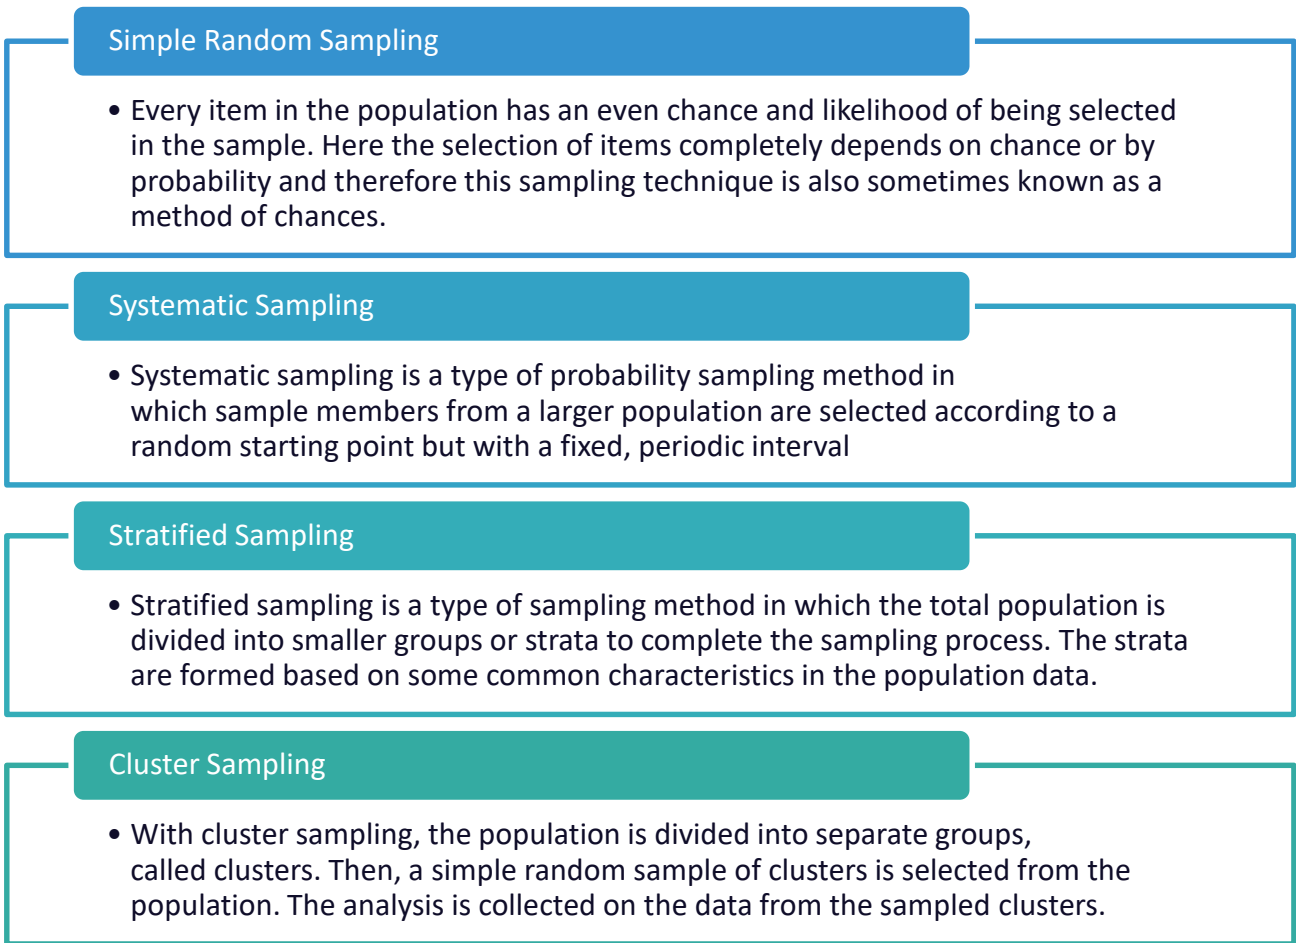 Simple Random Sampling
• Every item in the population has an even chance and likelihood of being selected
in the sample. Here the selection of items completely depends on chance or by
probability and therefore this sampling technique is also sometimes known as a
method of chances.
Systematic Sampling
• Systematic sampling is a type of probability sampling method in
which sample members from a larger population are selected according to a
random starting point but with a fixed, periodic interval
Stratified Sampling
• Stratified sampling is a type of sampling method in which the total population is
divided into smaller groups or strata to complete the sampling process. The strata
are formed based on some common characteristics in the population data.
Cluster Sampling
• With cluster sampling, the population is divided into separate groups,
called clusters. Then, a simple random sample of clusters is selected from the
population. The analysis is collected on the data from the sampled clusters.